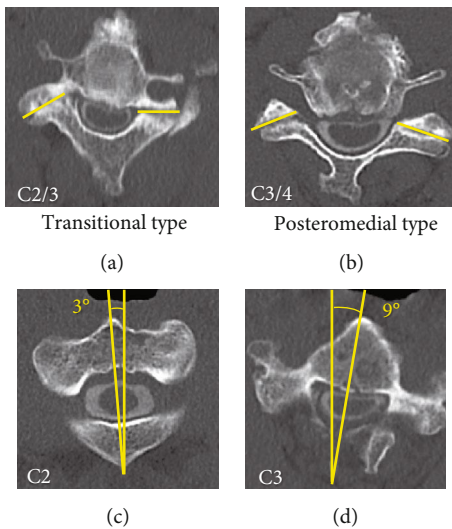 C2/3
C3/4
Transitional type
Posteromedial type
(a)
(b)
3°
9°
C2
C3
(c)
(d)